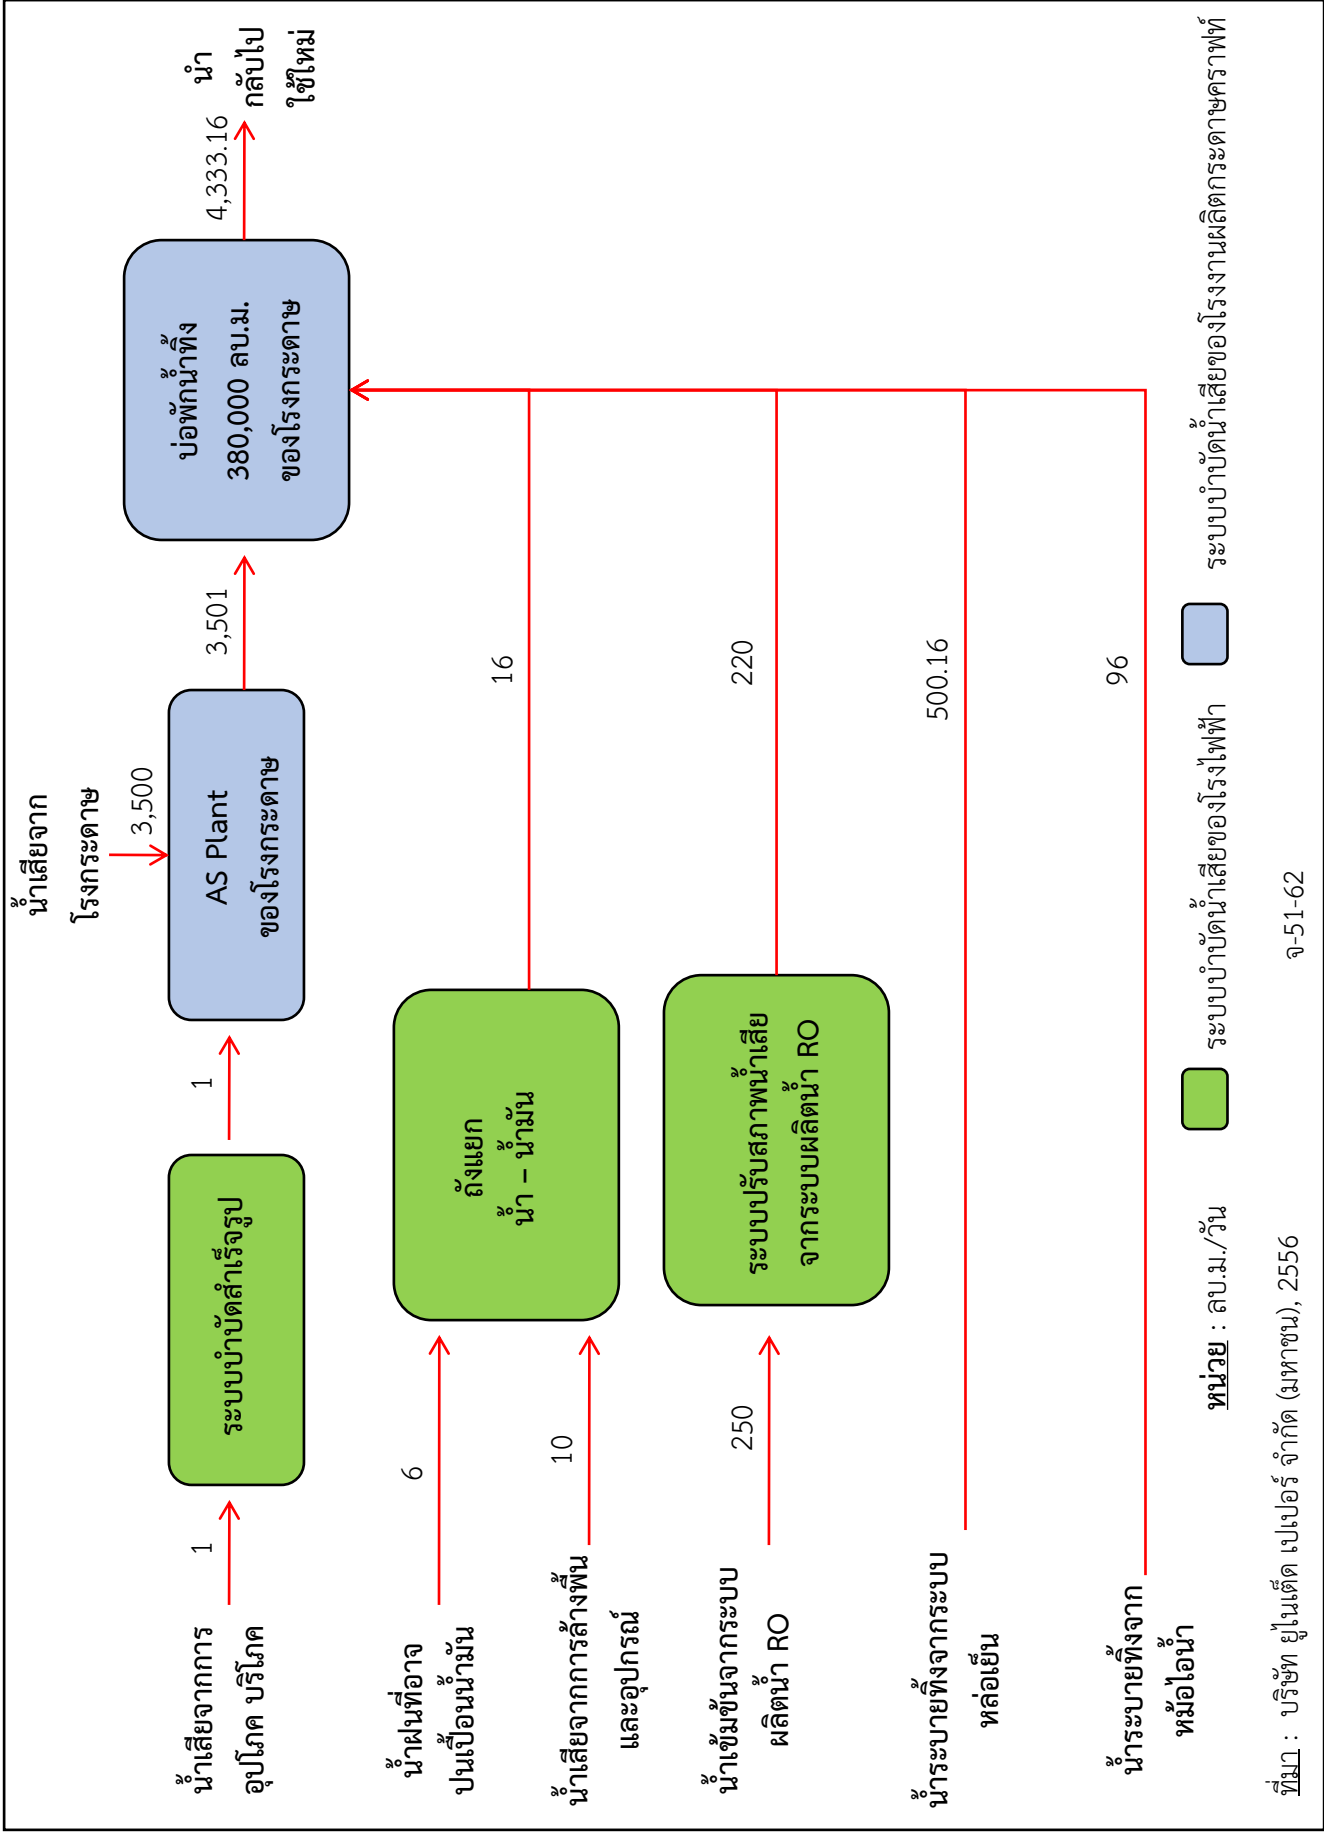 น้ำเสียจาก
โรงกระดาษ
3,500
น้ำเสียจากการ
อุปโภค บริโภค
1
ระบบบำบัดสำเร็จรูป
1
AS Plant
ของโรงกระดาษ
3,501
บ่อพักน้ำทิ้ง
380,000 ลบ.ม.
ของโรงกระดาษ
4,333.16
นำ
กลับไป
ใช้ใหม่
น้ำฝนที่อาจ
ปนเปื้อนน้ำมัน
6
น้ำเสียจากการล้างพื้น
และอุปกรณ์
10
ถังแยก
น้ำ – น้ำมัน
16
น้ำเข้มข้นจากระบบ
ผลิตน้ำ RO
250
ระบบปรับสภาพน้ำเสีย
จากระบบผลิตน้ำ RO
220
น้ำระบายทิ้งจากระบบ
หล่อเย็น
500.16
น้ำระบายทิ้งจาก
หม้อไอน้ำ
96
หน่วย : ลบ.ม./วัน
ระบบบำบัดน้ำเสียของโรงไฟฟ้า
ระบบบำบัดน้ำเสียของโรงงานผลิตกระดาษคราฟท์
ที่มา : บริษัท ยูไนเต็ด เปเปอร์ จำกัด (มหาชน), 2556
จ-51-62